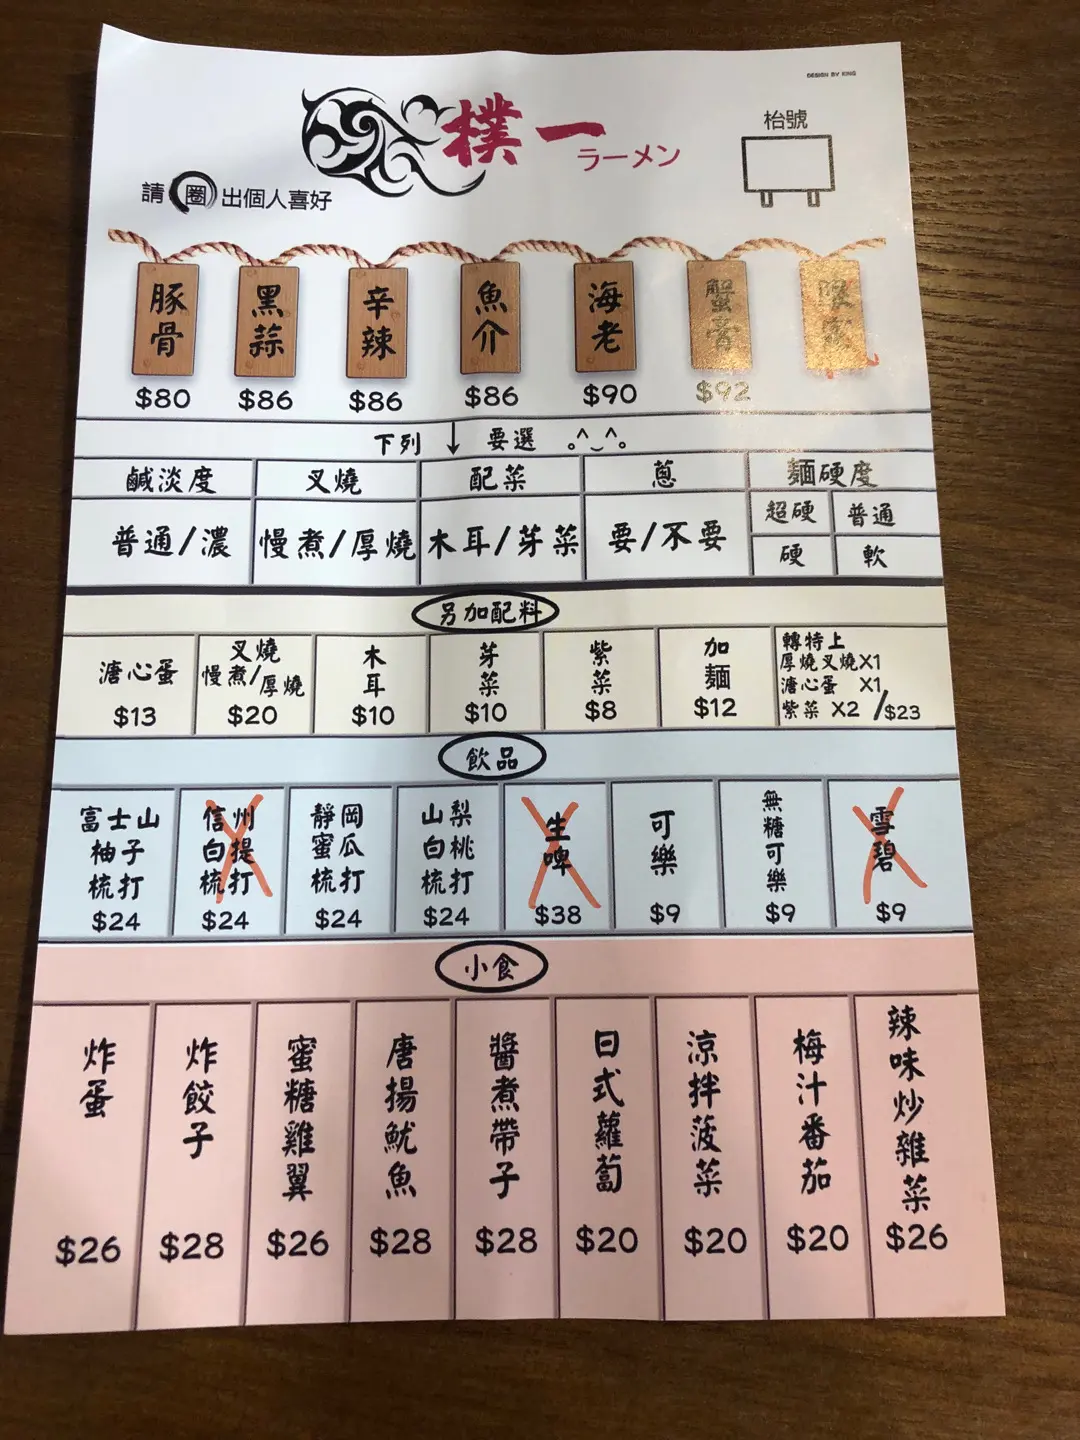 DESIGN BY KING
樸一
ラーメン
枱號
請圈出個人喜好
豚骨 黑蒜 辛辣 魚介 海老 蟹膏 限
$80 $86 $86 $86 $90 $92
下列↓要選 。^‿^。
鹹淡度 叉燒 配菜 蔥 麵硬度
普通/濃 慢煮/厚燒 木耳/芽菜 要/不要
超硬 普通
硬 軟
另加配料
溏心蛋
$13
叉燒
慢煮/厚燒
$20
木耳
$10
芽菜
$10
紫菜
$8
加麵
$12
轉特上
厚燒叉燒X1
溏心蛋 X1
紫菜 X2 /$23
飲品
富士山
柚子
梳打
$24
信州
白提
梳打
$24
靜岡
蜜瓜
梳打
$24
山梨
白桃
梳打
$24
生啤
$38
可樂
$9
無糖可樂
$9
雪碧
$9
小食
炸蛋
$26
炸餃子
$28
蜜糖雞翼
$26
唐揚魷魚
$28
醬煮帶子
$28
日式蘿蔔
$20
涼拌菠菜
$20
梅汁番茄
$20
辣味炒雜菜
$26